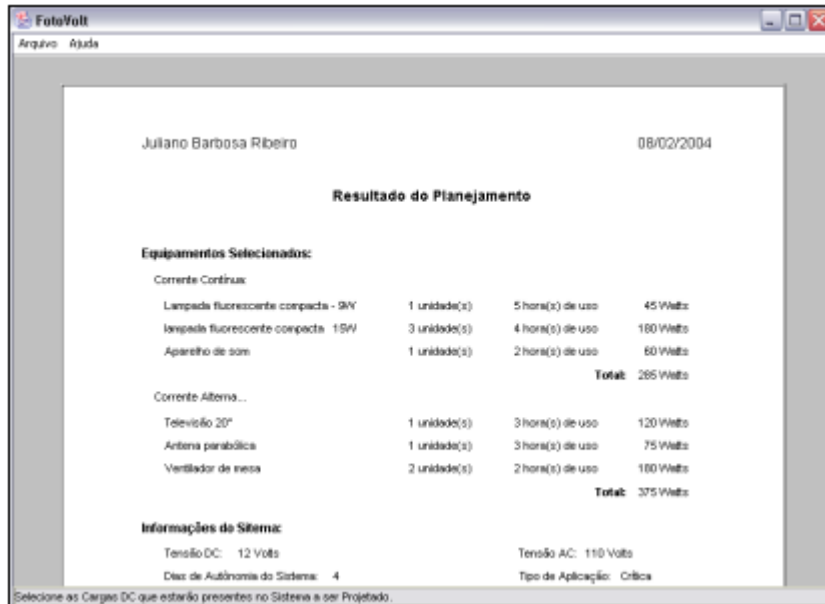 FotoVolt
Arquivo Ajuda
Juliano Barbosa Ribeiro 08/02/2004
Resultado do Planejamento
Equipamentos Selecionados:
Corrente Contínua:
Lampada fluorescente compacta - 9W 1 unidade(s) 5 hora(s) de uso 45 Watts
lampada fluorescente compacta 15W 3 unidade(s) 4 hora(s) de uso 180 Watts
Aparelho de som 1 unidade(s) 2 hora(s) de uso 60 Watts
Total: 285 Watts
Corrente Alterna...
Televisão 20" 1 unidade(s) 3 hora(s) de uso 120 Watts
Antena parabólica 1 unidade(s) 3 hora(s) de uso 75 Watts
Ventilador de mesa 2 unidade(s) 2 hora(s) de uso 180 Watts
Total: 375 Watts
Informações do Sitema:
Tensão DC: 12 Volts Tensão AC: 110 Volts
Dias de Autônomia do Sistema: 4 Tipo de Aplicação: Crítica
Selecione as Cargas DC que estarão presentes no Sistema a ser Projetado.